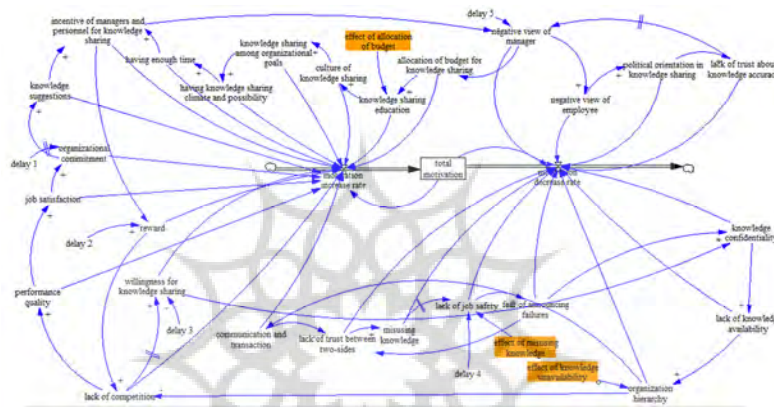 incentive of managers and
personnel for knowledge
sharing
knowledge sharing
among organizational
goals
effect of allocation
of budget
delay 5
negative view of
manager
having enough time
culture of
knowledge sharing
allocation of budget for
knowledge sharing
political orientation in
knowledge sharing
lack of trust about
knowledge accuracy
knowledge
suggestions
having knowledge sharing
climate and possibility
knowledge sharing
education
negative view of
employee
organizational
commitment
delay 1
motivation
increase rate
total
motivation
decrease rate
job satisfaction
reward
delay 2
knowledge
confidentiality
performance
quality
willingness for
knowledge sharing
lack of job safety
failures
delay 3
communication and
transaction
lack of trust between
two-sides
misusing
knowledge
lack of knowledge
availability
effect of misusing
knowledge
delay 4
effect of knowledge
unavailability
lack of competition
organization
hierarchy